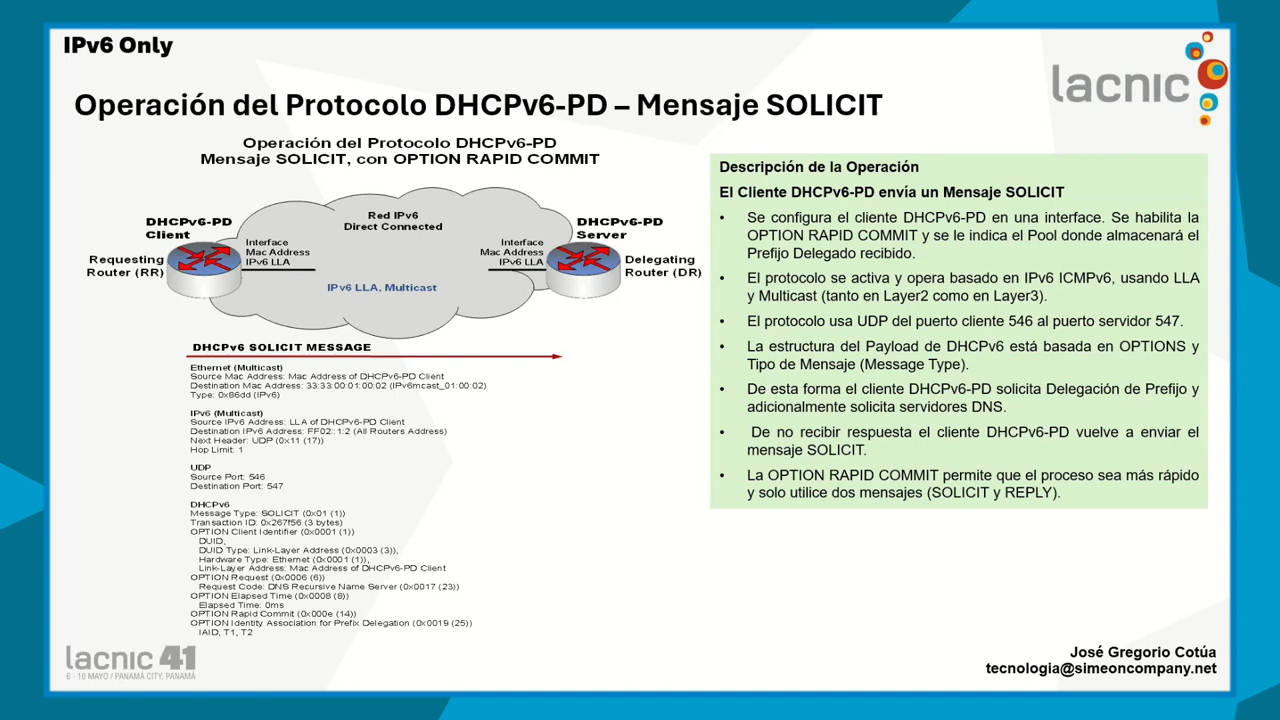 IPv6 Only
lacnic
Operación del Protocolo DHCPv6-PD – Mensaje SOLICIT
Operación del Protocolo DHCPv6-PD
Mensaje SOLICIT, con OPTION RAPID COMMIT
Red IPv6
Direct Connected
DHCPv6-PD
Client
Interface
Mac Address
IPv6 LLA
Requesting
Router (RR)
DHCPv6-PD
Server
Interface
Mac Address
IPv6 LLA
Delegating
Router (DR)
IPv6 LLA, Multicast
DHCPv6 SOLICIT MESSAGE
Ethernet (Multicast)
Source Mac Address: Mac Address of DHCPv6-PD Client
Destination Mac Address: 33:33:00:01:00:02 (IPv6mcast_01:00:02)
Type: 0x86dd (IPv6)
IPv6 (Multicast)
Source IPv6 Address: LLA of DHCPv6-PD Client
Destination IPv6 Address: FF02::1:2 (All Routers Address)
Next Header: UDP (0x11 (17))
Hop Limit: 1
UDP
Source Port: 546
Destination Port: 547
DHCPv6
Message Type: SOLICIT (0x01 (1))
Transaction ID: 0x267f56 (3 bytes)
OPTION Client Identifier (0x0001 (1))
DUID,
DUID Type: Link-Layer Address (0x0003 (3)),
Hardware Type: Ethernet (0x0001 (1)),
Link-Layer Address: Mac Address of DHCPv6-PD Client
OPTION Request (0x0006 (6))
Request Code: DNS Recursive Name Server (0x0017 (23))
OPTION Elapsed Time (0x0008 (8))
Elapsed Time: 0ms
OPTION Rapid Commit (0x000e (14))
OPTION Identity Association for Prefix Delegation (0x0019 (25))
IAID, T1, T2
Descripción de la Operación
El Cliente DHCPv6-PD envía un Mensaje SOLICIT
• Se configura el cliente DHCPv6-PD en una interface. Se habilita la
OPTION RAPID COMMIT y se le indica el Pool donde almacenará el
Prefijo Delegado recibido.
• El protocolo se activa y opera basado en IPv6 ICMPv6, usando LLA
y Multicast (tanto en Layer2 como en Layer3).
• El protocolo usa UDP del puerto cliente 546 al puerto servidor 547.
• La estructura del Payload de DHCPv6 está basada en OPTIONS y
Tipo de Mensaje (Message Type).
• De esta forma el cliente DHCPv6-PD solicita Delegación de Prefijo y
adicionalmente solicita servidores DNS.
• De no recibir respuesta el cliente DHCPv6-PD vuelve a enviar el
mensaje SOLICIT.
• La OPTION RAPID COMMIT permite que el proceso sea más rápido
y solo utilice dos mensajes (SOLICIT y REPLY).
lacnic 41
6 - 10 MAYO / PANAMÁ CITY, PANAMÁ
José Gregorio Cotúa
tecnologia@simeoncompany.net